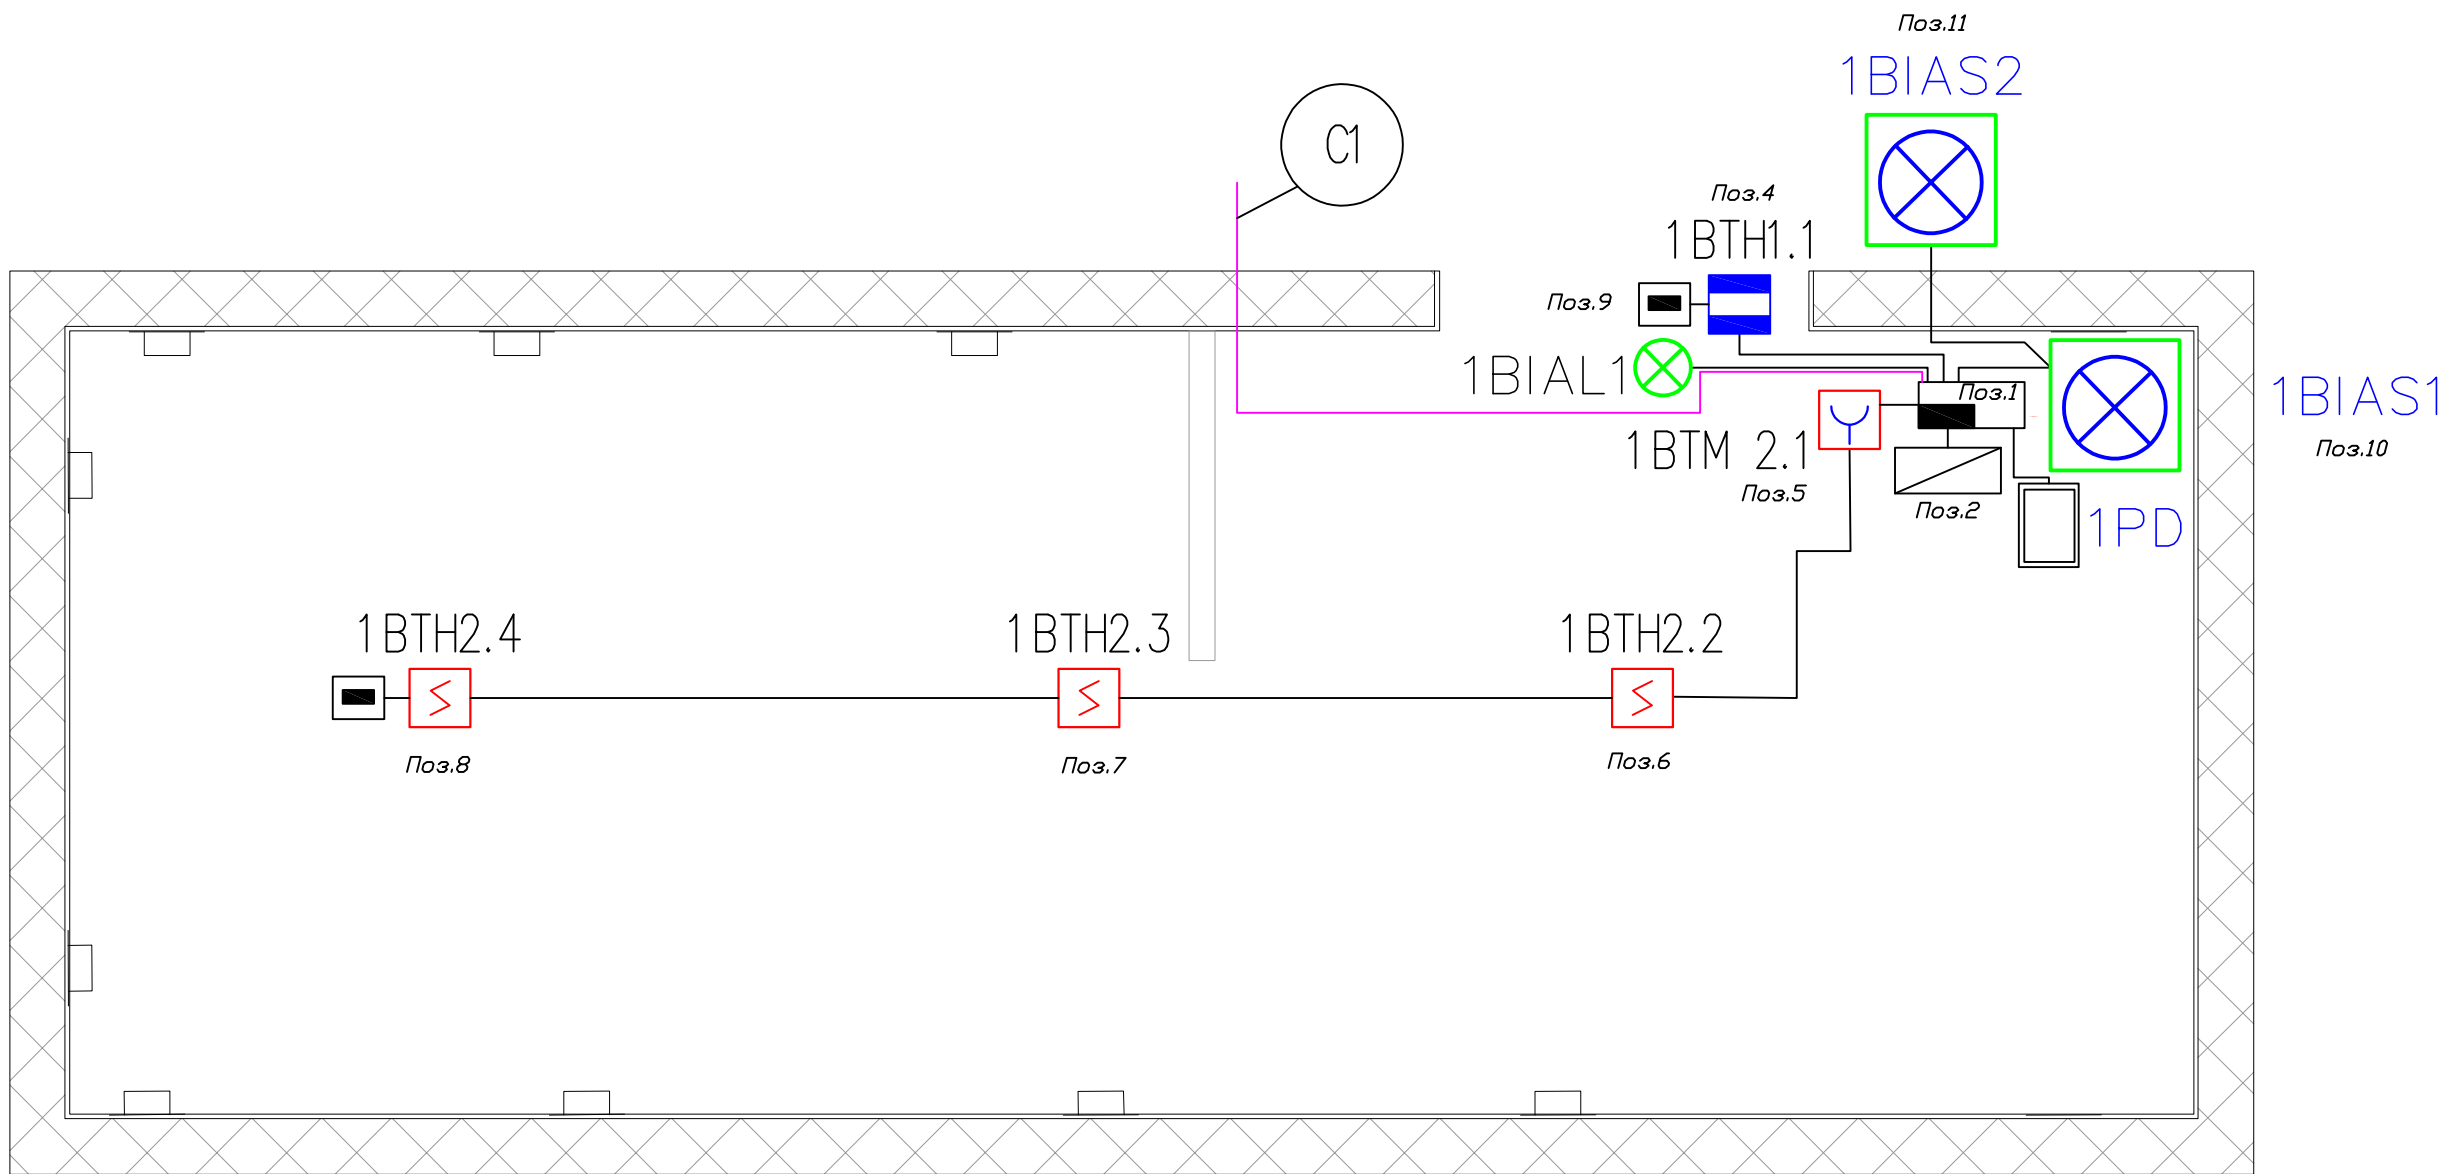 Поз.11
1BIAS2
C1
Поз.4
1BTH1.1
Поз.9
1BIAL1
Поз.1
1BIAS1
Поз.10
1BTM 2.1
Поз.5
Поз.2
1PD
1BTH2.4
1BTH2.3
1BTH2.2
Поз.8
Поз.7
Поз.6